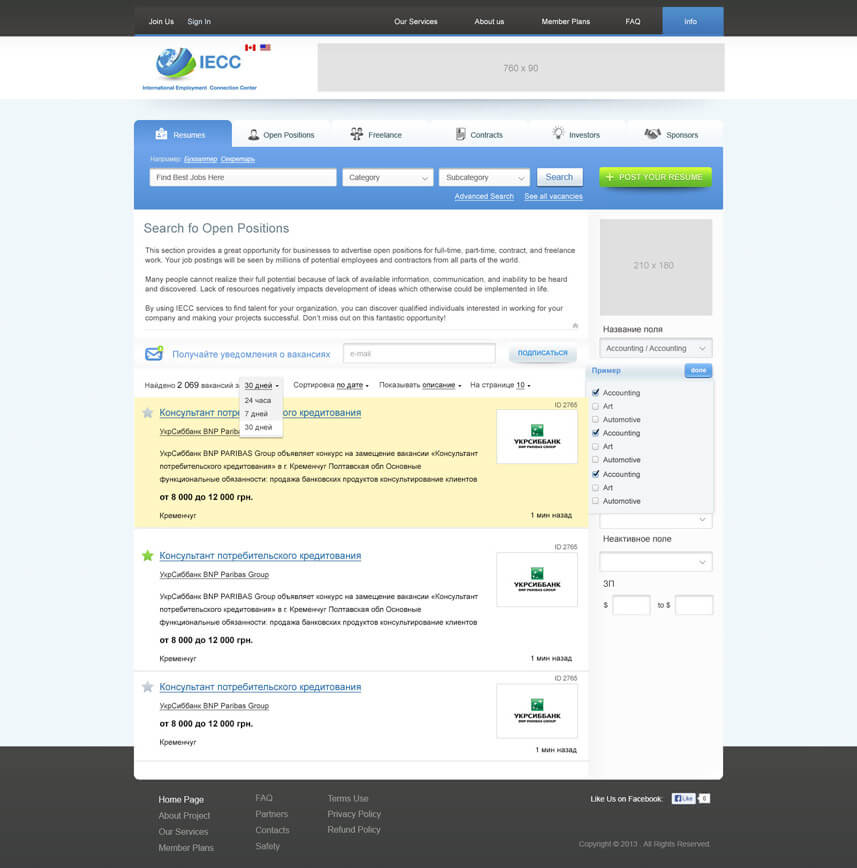 Join Us Sign In Our Services About us Member Plans FAQ Info
IECC
International Employment Connection Center
760 x 90
Resumes Open Positions Freelance Contracts Investors Sponsors
Например: Бухгалтер Секретарь
Find Best Jobs Here Category Subcategory Search + POST YOUR RESUME
Advanced Search See all vacancies
Search fo Open Positions
This section provides a great opportunity for businesses to advertise open positions for full-time, part-time, contract, and freelance
work. Your job postings will be seen by millions of potential employees and contractors from all parts of the world.
Many people cannot realize their full potential because of lack of available information, communication, and inability to be heard
and discovered. Lack of resources negatively impacts development of ideas which otherwise could be implemented in life.
By using IECC services to find talent for your organization, you can discover qualified individuals interested in working for your
company and making your projects successful. Don't miss out on this fantastic opportunity!
Получайте уведомления о вакансиях e-mail ПОДПИСАТЬСЯ
Найдено 2 069 вакансий з 30 дней Сортировка по дате Показывать описание На странице 10
24 часа
7 дней
30 дней
ID 2765
Консультант потр кредитования
УкрСиббанк BNP Pariba
УкрСиббанк BNP PARIBAS Group объявляет конкурс на замещение вакансии «Консультант
потребительского кредитования» в г. Кременчуг Полтавская обл Основные
функциональные обязанности: продажа банковских продуктов консультирование клиентов
от 8 000 до 12 000 грн.
Кременчуг
УКРСИББАНК
BNP PARIBAS GROUP
1 мин назад
ID 2765
Консультант потребительского кредитования
УкрСиббанк BNP Paribas Group
УкрСиббанк BNP PARIBAS Group объявляет конкурс на замещение вакансии «Консультант
потребительского кредитования» в г. Кременчуг Полтавская обл Основные
функциональные обязанности: продажа банковских продуктов консультирование клиентов
от 8 000 до 12 000 грн.
Кременчуг
УКРСИББАНК
BNP PARIBAS GROUP
1 мин назад
ID 2765
Консультант потребительского кредитования
УкрСиббанк BNP Paribas Group
от 8 000 до 12 000 грн.
Кременчуг
УКРСИББАНК
BNP PARIBAS GROUP
1 мин назад
210 x 180
Название поля
Accounting / Accounting
Пример done
Accounting
Art
Automotive
Accounting
Art
Automotive
Accounting
Art
Automotive
Неактивное поле
ЗП
$ to $
Home Page
About Project
Our Services
Member Plans
FAQ
Partners
Contacts
Safety
Terms Use
Privacy Policy
Refund Policy
Like Us on Facebook: Like 6
Copyright © 2013 . All Rights Reserved.